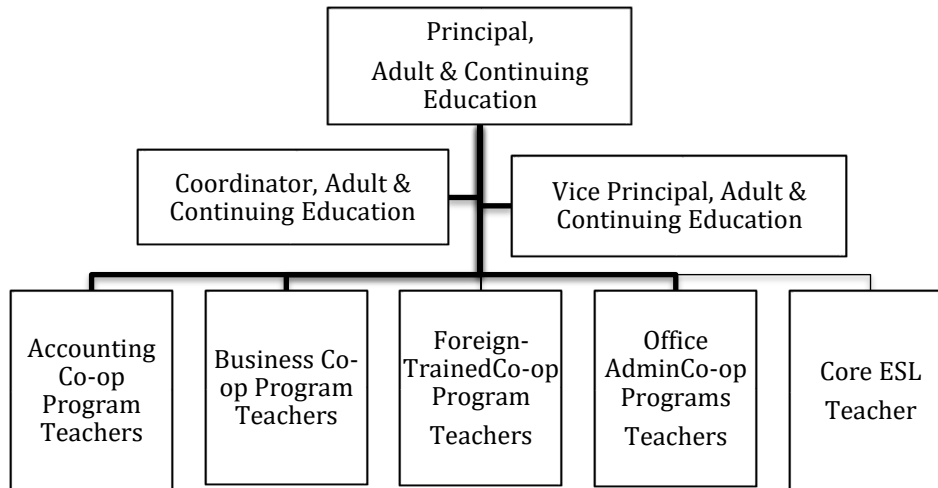 Principal,
Adult & Continuing
Education
Coordinator, Adult &
Continuing Education
Vice Principal, Adult &
Continuing Education
Accounting
Co-op
Program
Teachers
Business Co-
op Program
Teachers
Foreign-
TrainedCo-op
Program
Teachers
Office
AdminCo-op
Programs
Teachers
Core ESL
Teacher